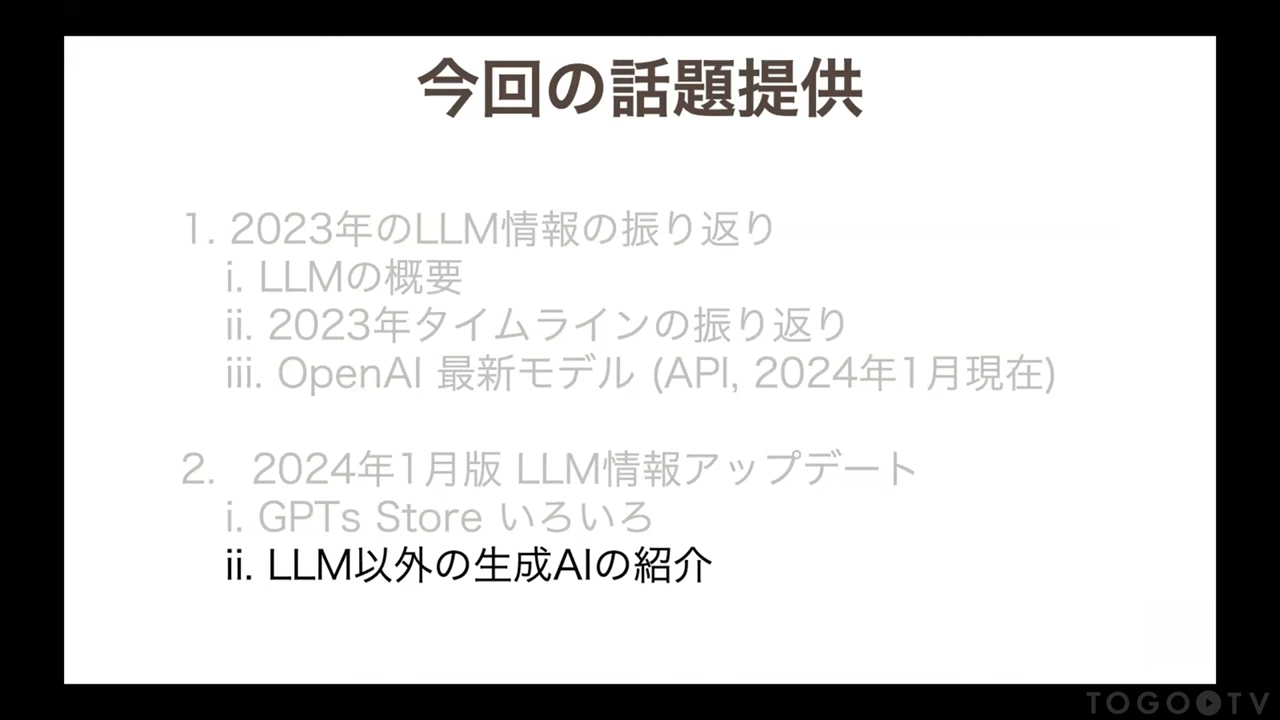 今回の話題提供
1. 2023年のLLM情報の振り返り
i. LLMの概要
ii. 2023年タイムラインの振り返り
iii. OpenAI 最新モデル (API, 2024年1月現在)
2. 2024年1月版 LLM情報アップデート
i. GPTs Store いろいろ
ii. LLM以外の生成AIの紹介
TOGO TV